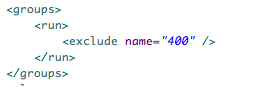 <groups>
<run>
<exclude name="400" />
</run>
</groups>